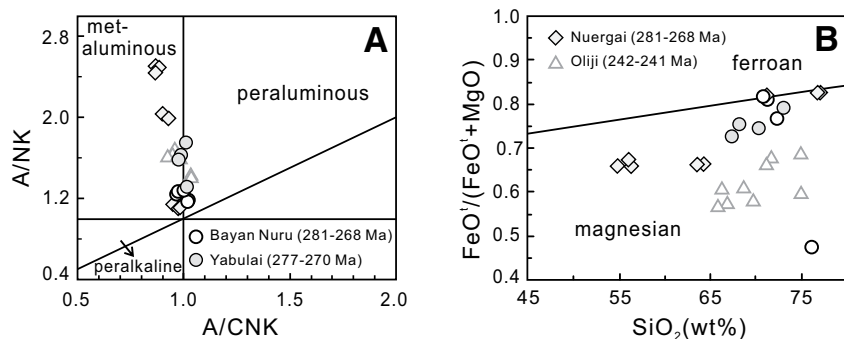 A
met-
aluminous
peraluminous
peralkaline
Bayan Nuru (281-268 Ma)
Yabulai (277-270 Ma)
2.8
2.0
1.2
0.4
A/NK
0.5
1.0
1.5
2.0
A/CNK
B
Nuergai (281-268 Ma)
Oliji (242-241 Ma)
ferroan
magnesian
1.0
0.9
0.8
0.7
0.6
0.5
0.4
FeOᵗ/(FeOᵗ+MgO)
45
55
65
75
SiO₂(wt%)